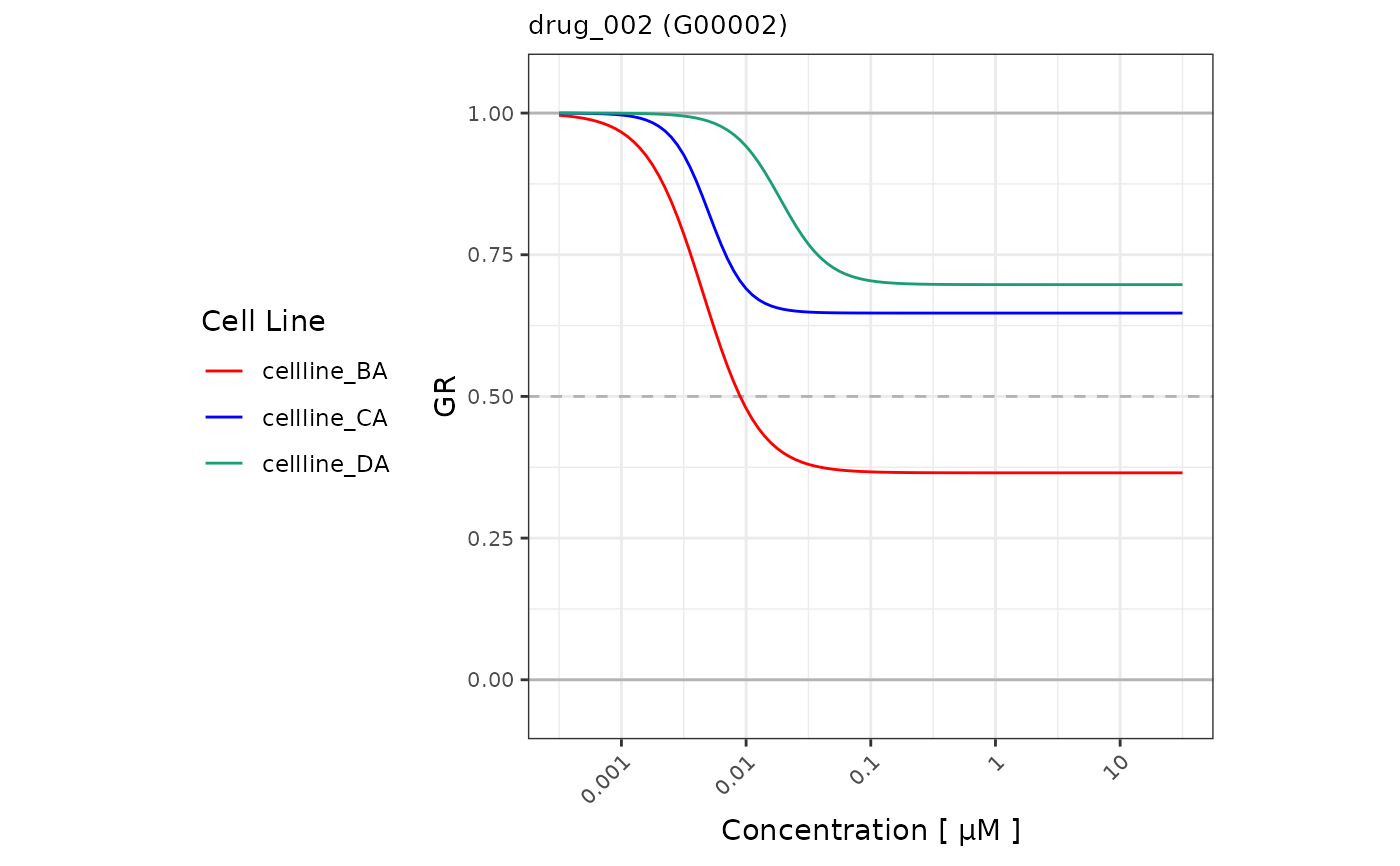 drug_002 (G00002)
Cell Line
cellline_BA
cellline_CA
cellline_DA
GR
1.00
0.75
0.50
0.25
0.00
0.001
0.01
0.1
1
10
Concentration [ µM ]